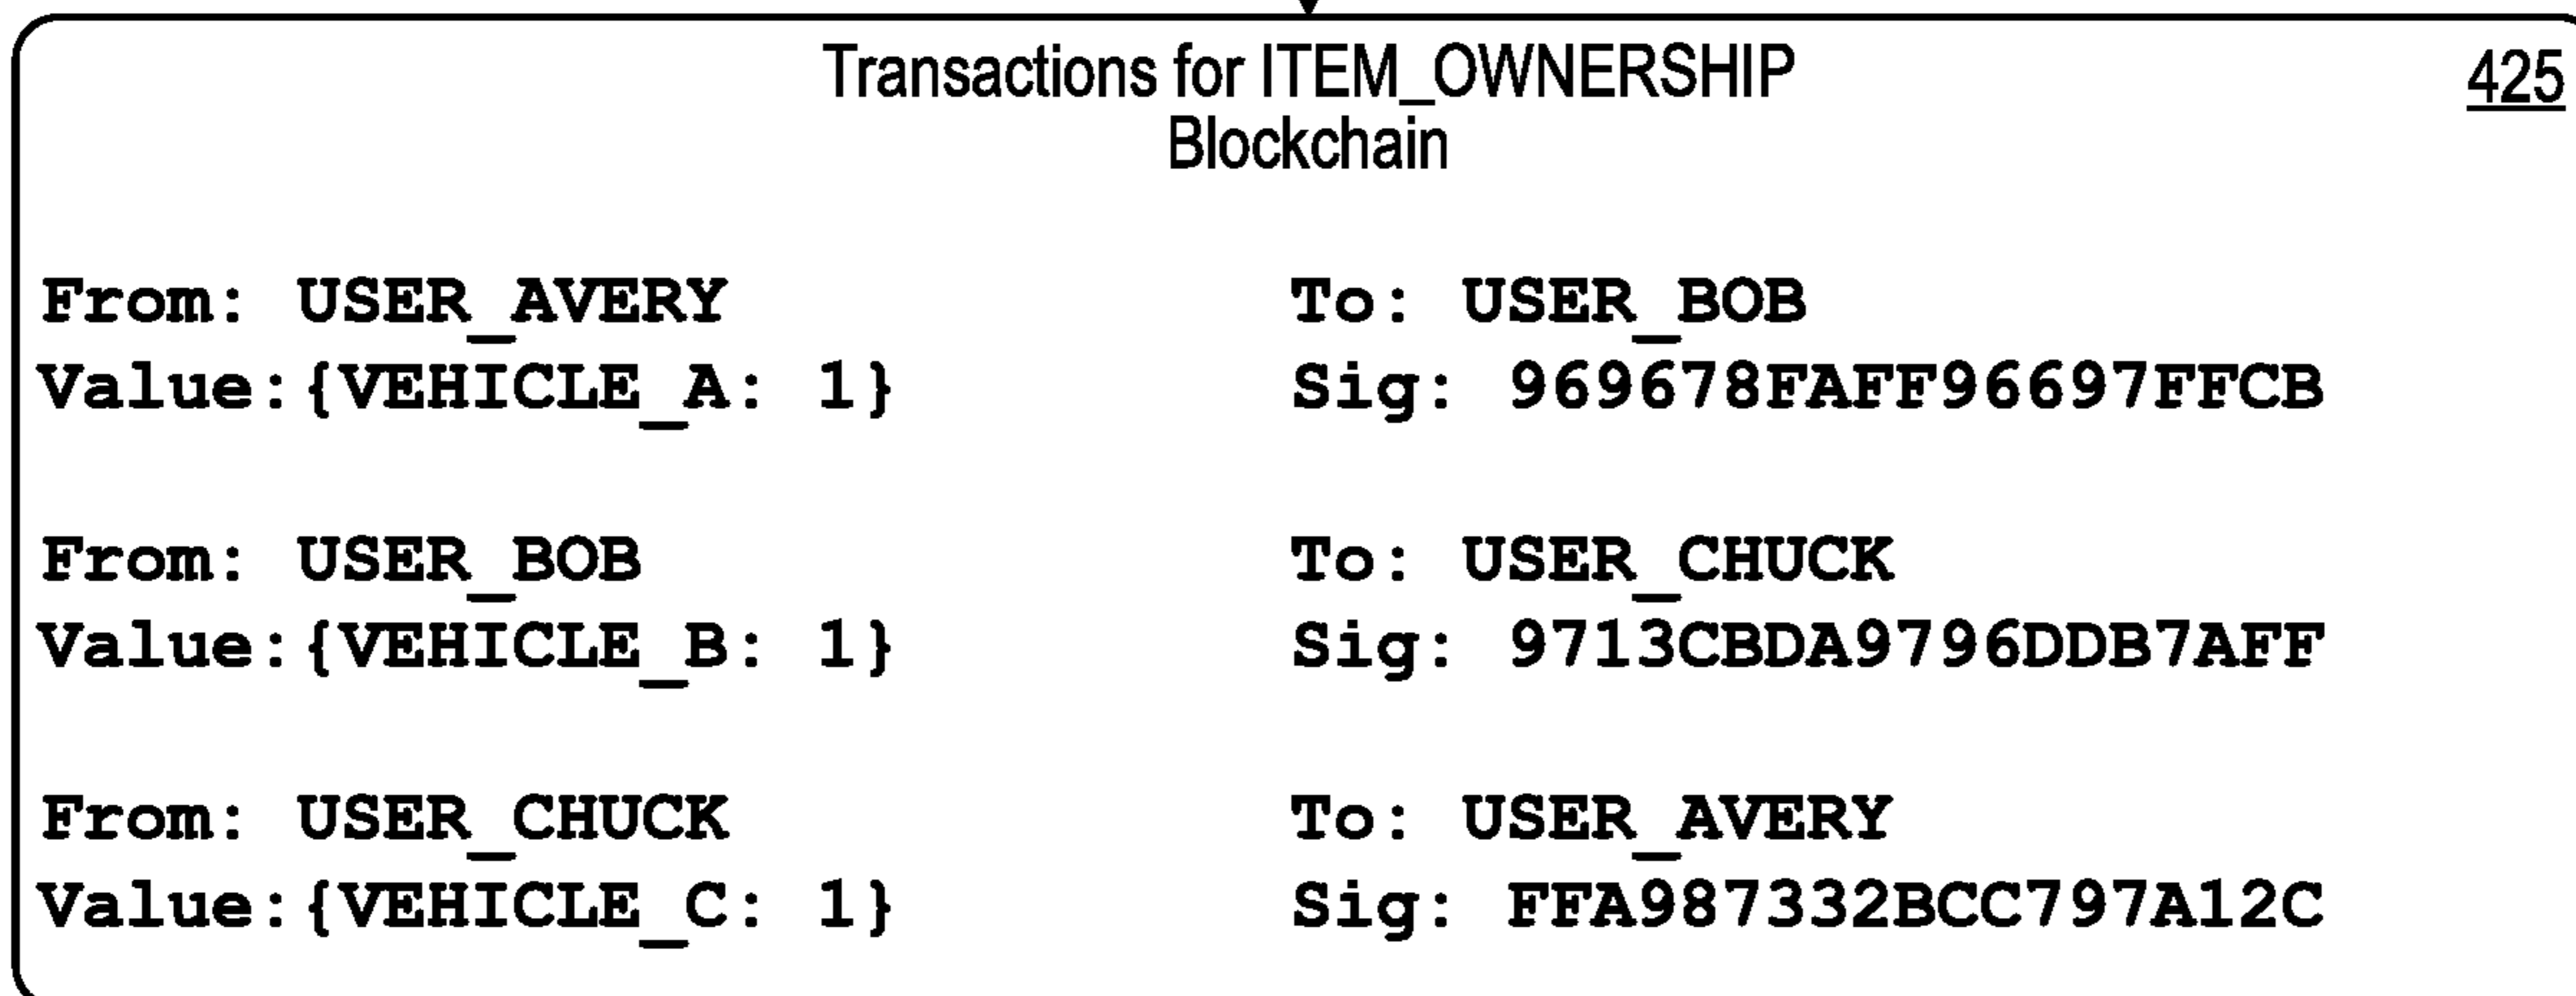 Transactions for ITEM_OWNERSHIP 425
Blockchain
From: USER_AVERY To: USER_BOB
Value:{VEHICLE_A: 1} Sig: 969678FAFF96697FFCB
From: USER_BOB To: USER_CHUCK
Value:{VEHICLE_B: 1} Sig: 9713CBDA9796DDB7AFF
From: USER_CHUCK To: USER_AVERY
Value:{VEHICLE_C: 1} Sig: FFA987332BCC797A12C